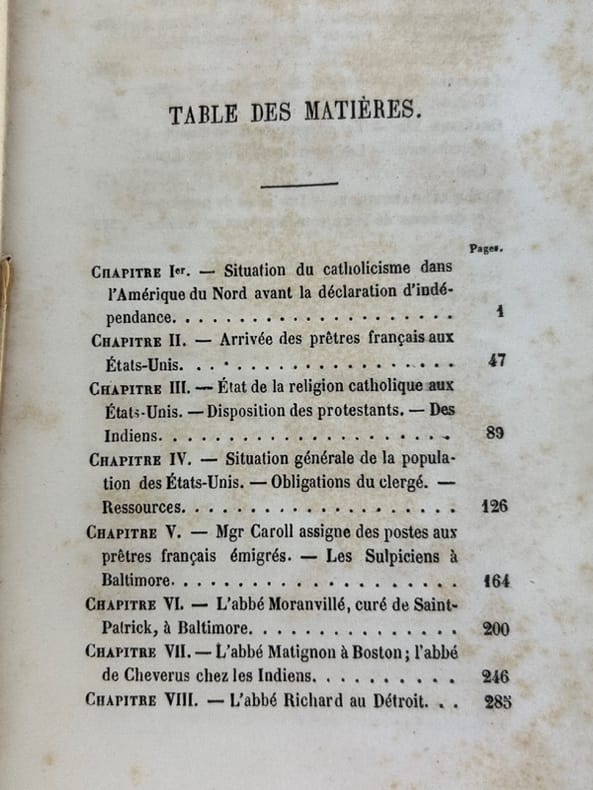 TABLE DES MATIÈRES.
Pages.
CHAPITRE Ier. — Situation du catholicisme dans
l'Amérique du Nord avant la déclaration d'indé-
pendance. . . . . . . . . . . . . . . . . . . 1
CHAPITRE II. — Arrivée des prêtres français aux
États-Unis. . . . . . . . . . . . . . . . . . 47
CHAPITRE III. — État de la religion catholique aux
États-Unis. — Disposition des protestants. — Des
Indiens. . . . . . . . . . . . . . . . . . . . 89
CHAPITRE IV. — Situation générale de la popula-
tion des États-Unis. — Obligations du clergé. —
Ressources. . . . . . . . . . . . . . . . . . 126
CHAPITRE V. — Mgr Caroll assigne des postes aux
prêtres français émigrés. — Les Sulpiciens à
Baltimore. . . . . . . . . . . . . . . . . . . 164
CHAPITRE VI. — L'abbé Moranvillé, curé de Saint-
Patrick, à Baltimore. . . . . . . . . . . . . . 200
CHAPITRE VII. — L'abbé Matignon à Boston; l'abbé
de Cheverus chez les Indiens. . . . . . . . . . 246
CHAPITRE VIII. — L'abbé Richard au Détroit. . . 285